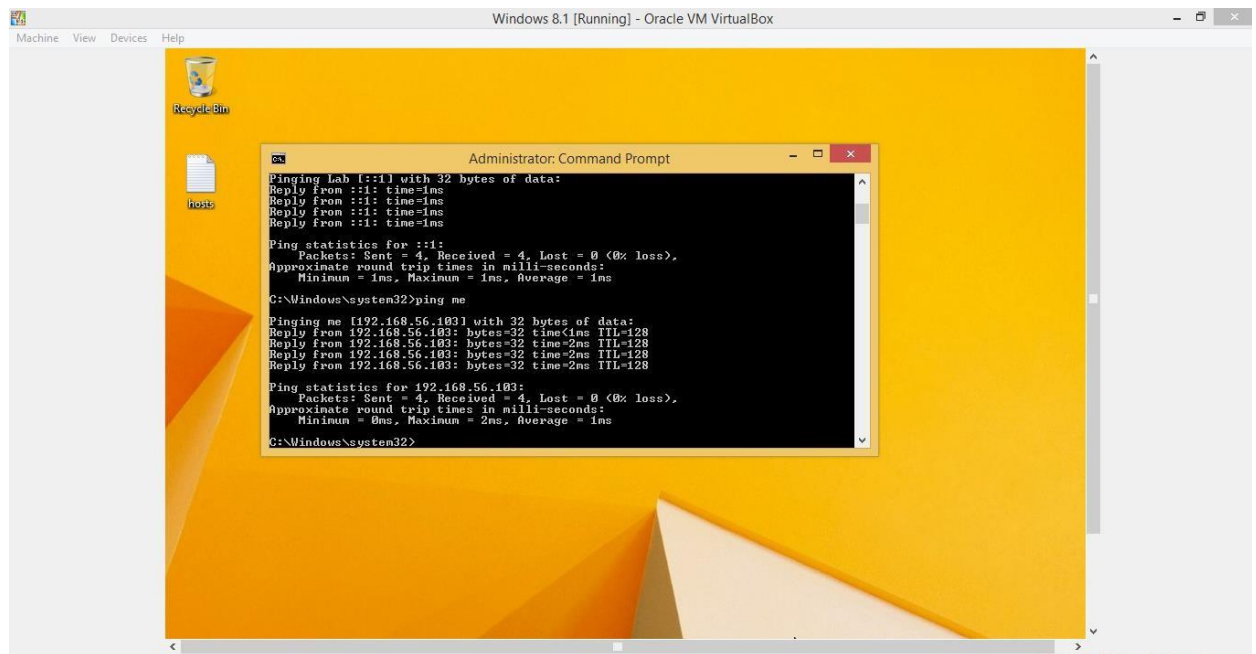 Windows 8.1 [Running] - Oracle VM VirtualBox
Machine View Devices Help
Recycle Bin
hosts
Administrator: Command Prompt
Pinging Lab [::1] with 32 bytes of data:
Reply from ::1: time=1ms
Reply from ::1: time=1ms
Reply from ::1: time=1ms
Reply from ::1: time=1ms
Ping statistics for ::1:
Packets: Sent = 4, Received = 4, Lost = 0 (0% loss),
Approximate round trip times in milli-seconds:
Minimum = 1ms, Maximum = 1ms, Average = 1ms
C:\Windows\system32>ping me
Pinging me [192.168.56.103] with 32 bytes of data:
Reply from 192.168.56.103: bytes=32 time<1ms TTL=128
Reply from 192.168.56.103: bytes=32 time=2ms TTL=128
Reply from 192.168.56.103: bytes=32 time=2ms TTL=128
Reply from 192.168.56.103: bytes=32 time=2ms TTL=128
Ping statistics for 192.168.56.103:
Packets: Sent = 4, Received = 4, Lost = 0 (0% loss),
Approximate round trip times in milli-seconds:
Minimum = 0ms, Maximum = 2ms, Average = 1ms
C:\Windows\system32>